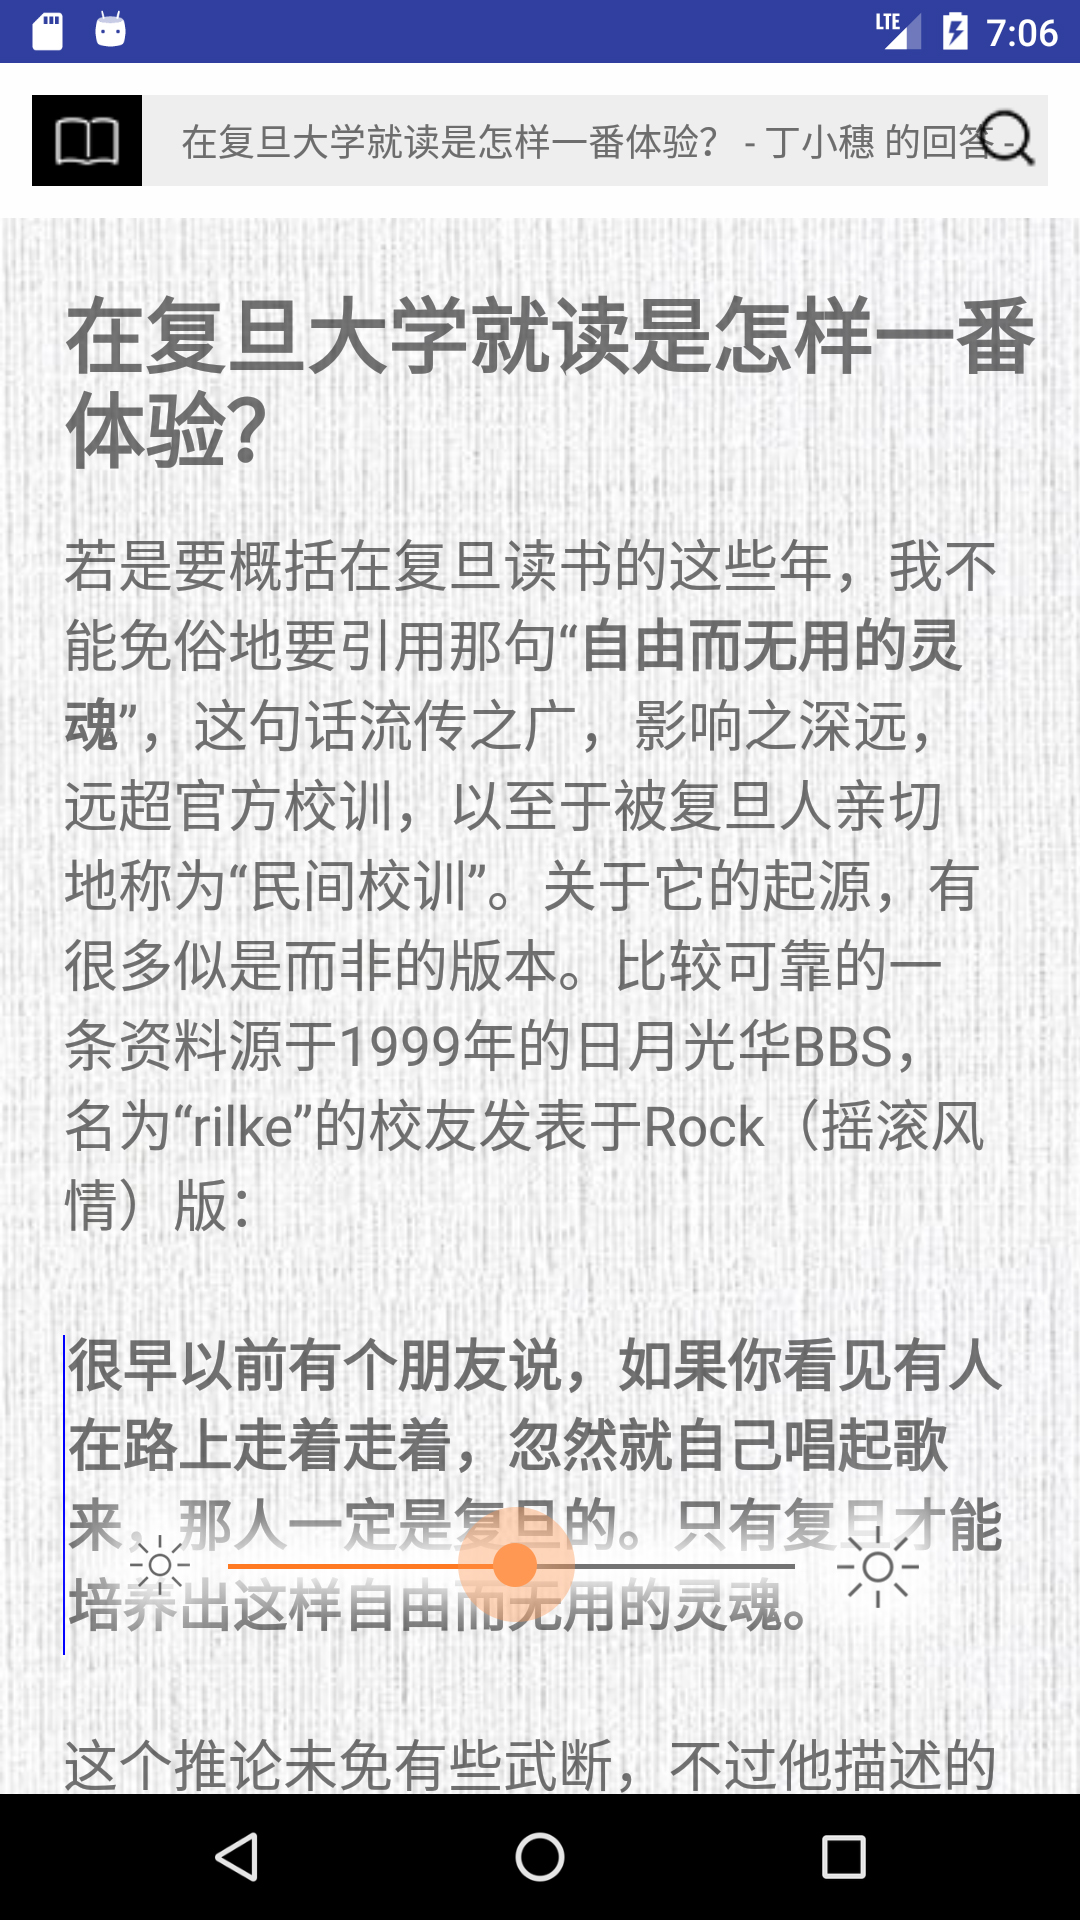 LTE 7:06
在复旦大学就读是怎样一番体验？ - 丁小穗 的回答 -
在复旦大学就读是怎样一番
体验？
若是要概括在复旦读书的这些年，我不
能免俗地要引用那句“自由而无用的灵
魂”，这句话流传之广，影响之深远，
远超官方校训，以至于被复旦人亲切
地称为“民间校训”。关于它的起源，有
很多似是而非的版本。比较可靠的一
条资料源于1999年的日月光华BBS，
名为“rilke”的校友发表于Rock（摇滚风
情）版：
很早以前有个朋友说，如果你看见有人
在路上走着走着，忽然就自己唱起歌
来，那人一定是复旦的。只有复旦才能
培养出这样自由而无用的灵魂。
这个推论未免有些武断，不过他描述的